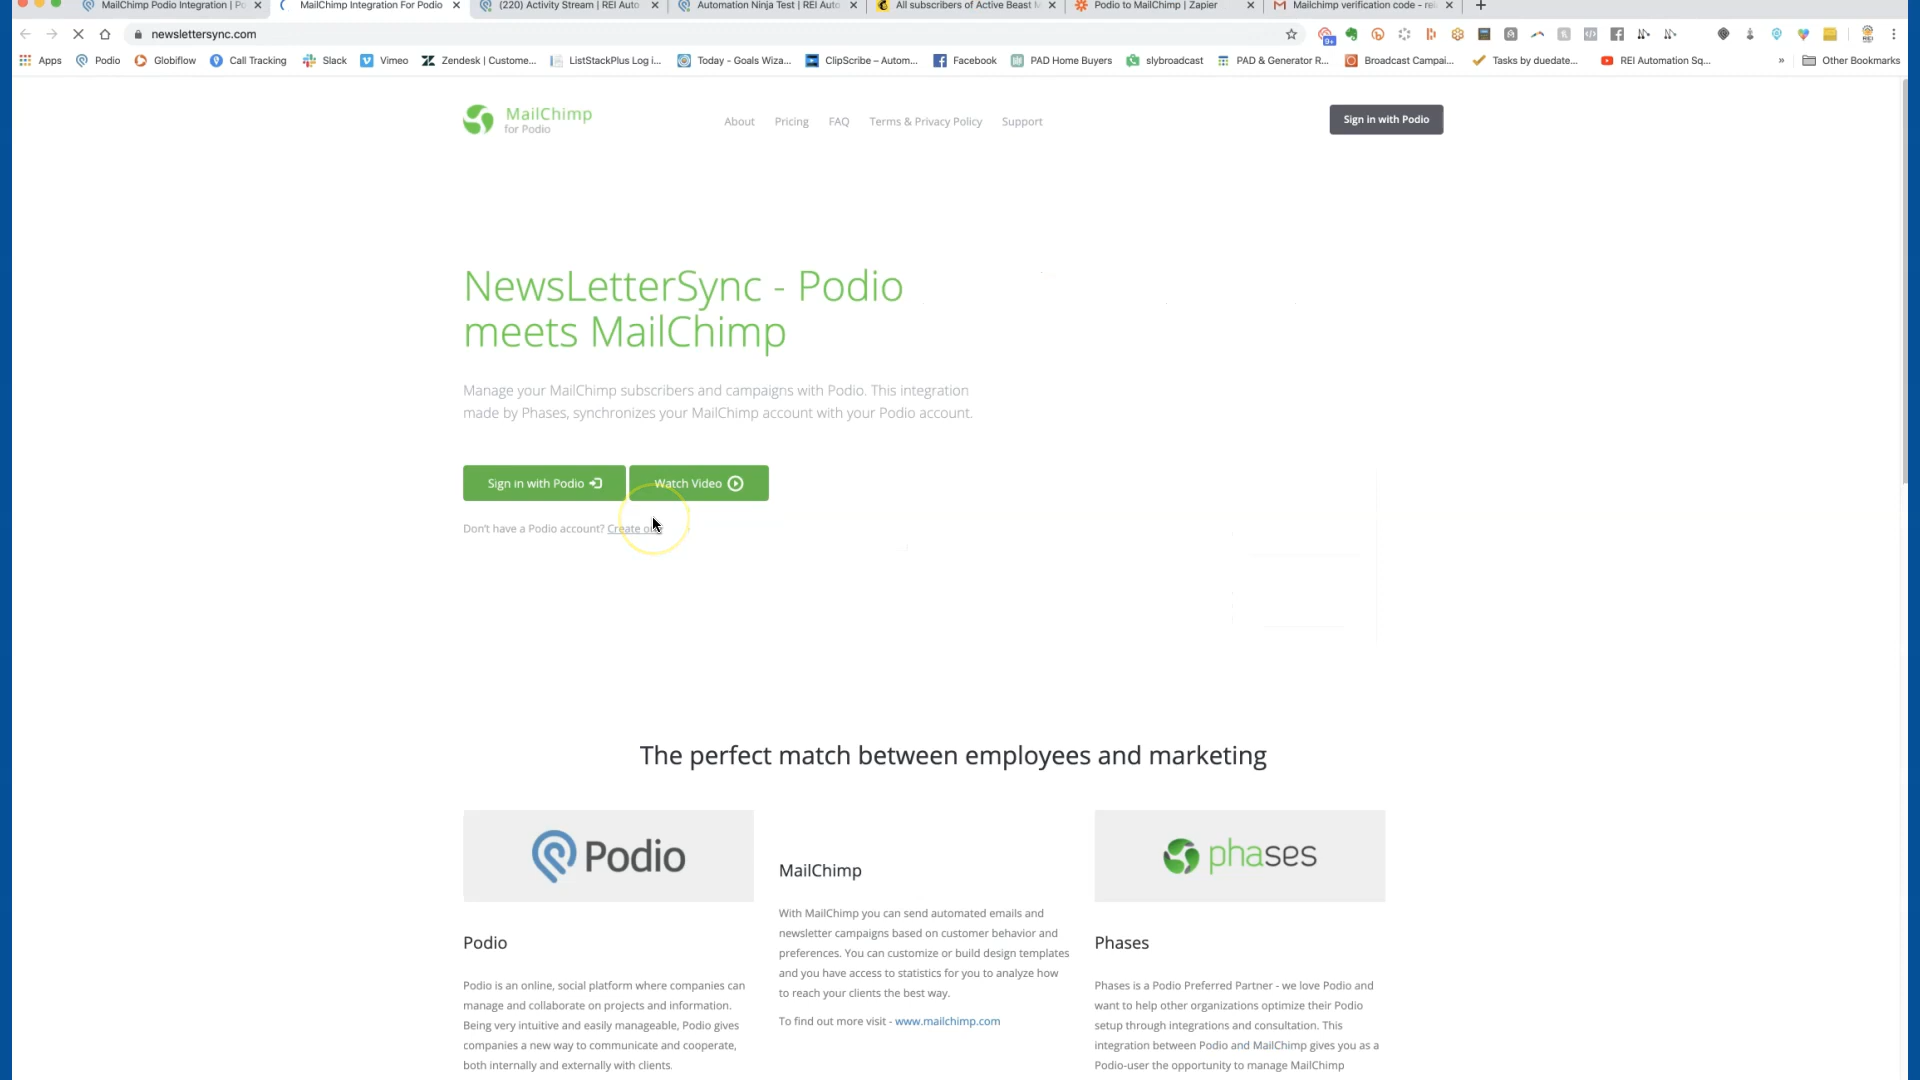 MailChimp Podio Integration | Po
MailChimp Integration For Podio
(220) Activity Stream | REI Auto
Automation Ninja Test | REI Auto
All subscribers of Active Beast M
Podio to MailChimp | Zapier
Mailchimp verification code - rei
newslettersync.com
9+
Apps
Podio
Globiflow
Call Tracking
Slack
Vimeo
Zendesk | Custome...
ListStackPlus Log i...
Today - Goals Wiza...
ClipScribe – Autom...
Facebook
PAD Home Buyers
slybroadcast
PAD & Generator R...
Broadcast Campai...
Tasks by duedate...
REI Automation Sq...
»
Other Bookmarks
MailChimp
for Podio
About
Pricing
FAQ
Terms & Privacy Policy
Support
Sign in with Podio
NewsLetterSync - Podio
meets MailChimp
Manage your MailChimp subscribers and campaigns with Podio. This integration
made by Phases, synchronizes your MailChimp account with your Podio account.
Sign in with Podio
Watch Video
Don't have a Podio account? Create one
The perfect match between employees and marketing
Podio
Podio
Podio is an online, social platform where companies can
manage and collaborate on projects and information.
Being very intuitive and easily manageable, Podio gives
companies a new way to communicate and cooperate,
both internally and externally with clients.
MailChimp
With MailChimp you can send automated emails and
newsletter campaigns based on customer behavior and
preferences. You can customize or build design templates
and you have access to statistics for you to analyze how
to reach your clients the best way.
To find out more visit - www.mailchimp.com
phases
Phases
Phases is a Podio Preferred Partner - we love Podio and
want to help other organizations optimize their Podio
setup through integrations and consultation. This
integration between Podio and MailChimp gives you as a
Podio-user the opportunity to manage MailChimp